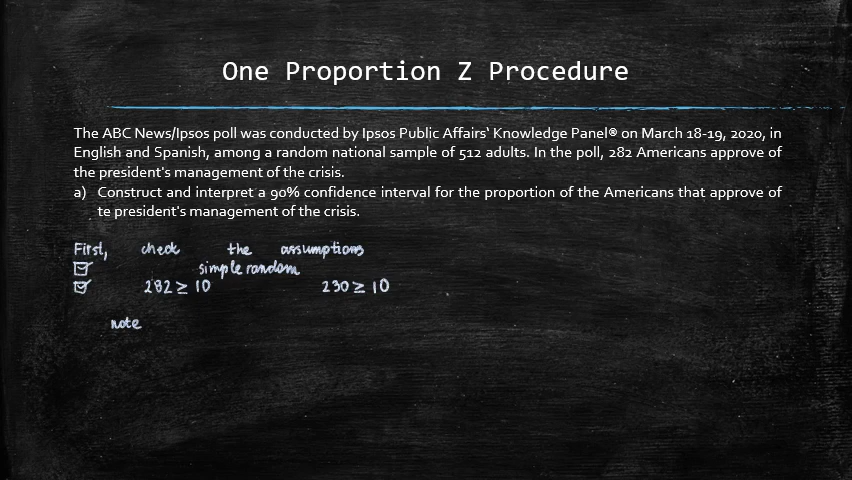 One Proportion Z Procedure
The ABC News/Ipsos poll was conducted by Ipsos Public Affairs‘ Knowledge Panel® on March 18-19, 2020, in
English and Spanish, among a random national sample of 512 adults. In the poll, 282 Americans approve of
the president's management of the crisis.
a) Construct and interpret a 90% confidence interval for the proportion of the Americans that approve of
te president's management of the crisis.
First, check the assumptions
☑ simple random
☑ 282 ≥ 10 230 ≥ 10
note